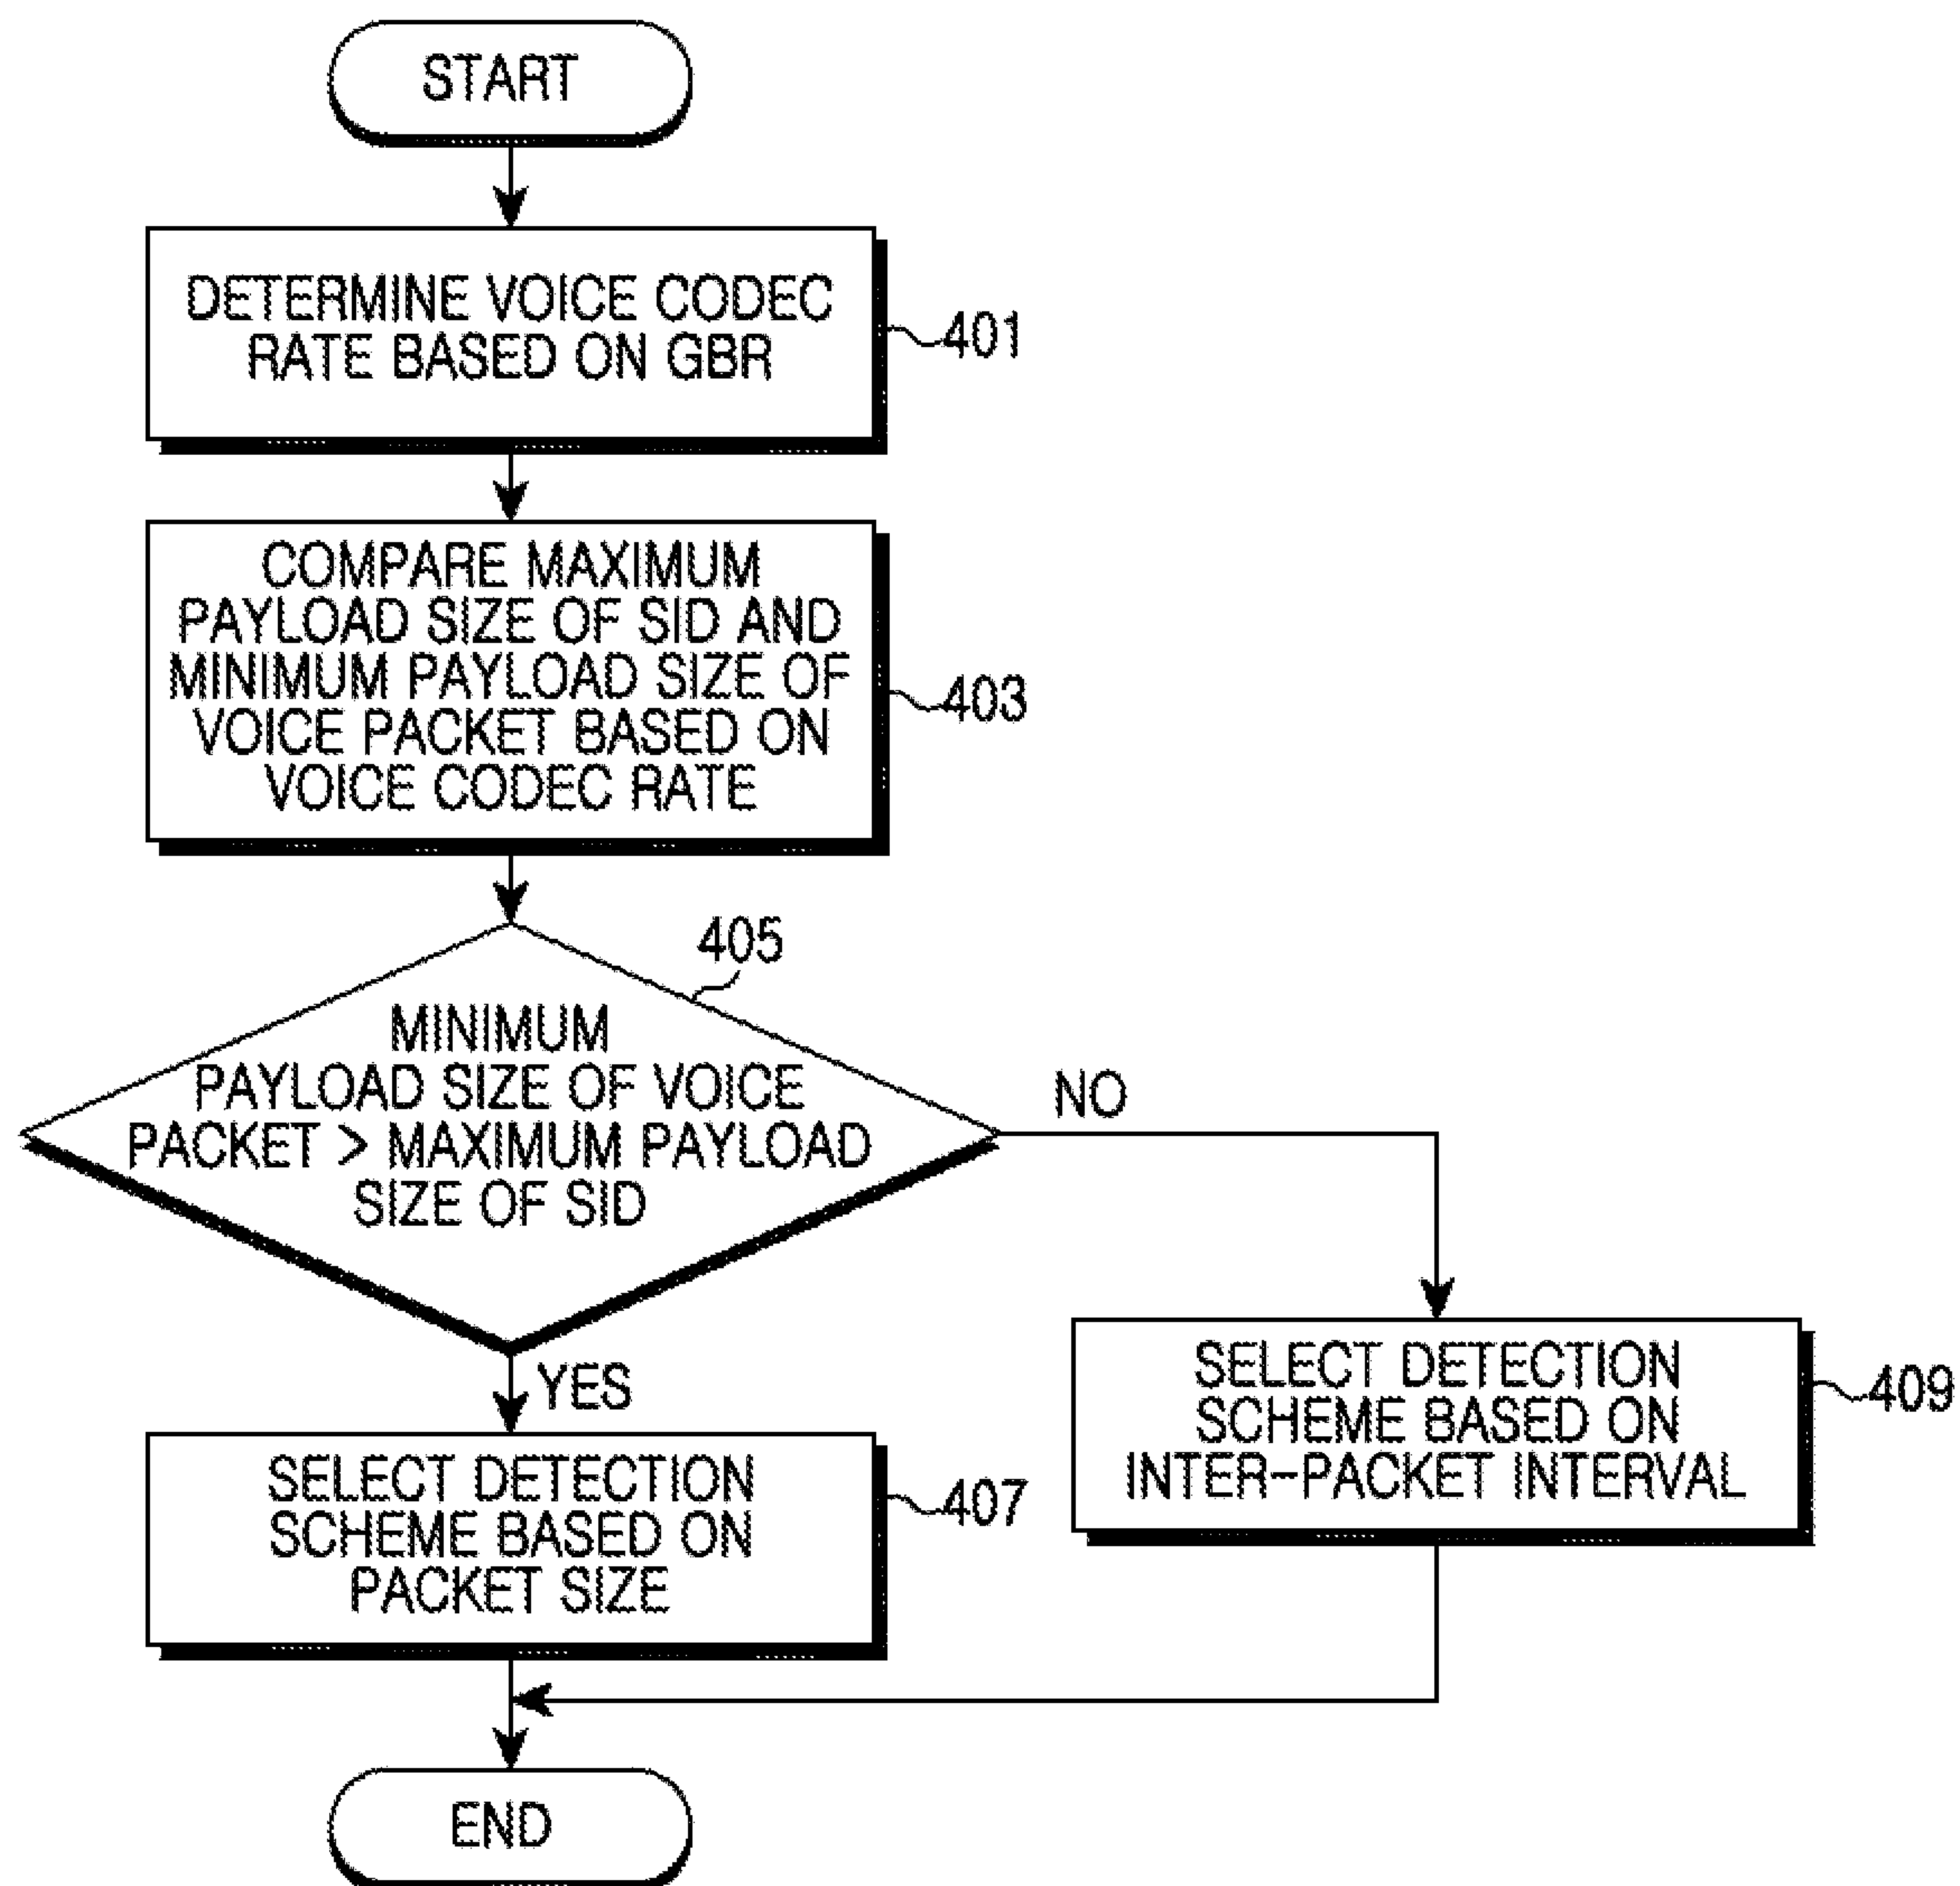 START
DETERMINE VOICE CODEC
RATE BASED ON GBR
401
COMPARE MAXIMUM
PAYLOAD SIZE OF SID AND
MINIMUM PAYLOAD SIZE OF
VOICE PACKET BASED ON
VOICE CODEC RATE
403
405
MINIMUM
PAYLOAD SIZE OF VOICE
PACKET > MAXIMUM PAYLOAD
SIZE OF SID
NO
YES
SELECT DETECTION
SCHEME BASED ON
PACKET SIZE
407
SELECT DETECTION
SCHEME BASED ON
INTER-PACKET INTERVAL
409
END